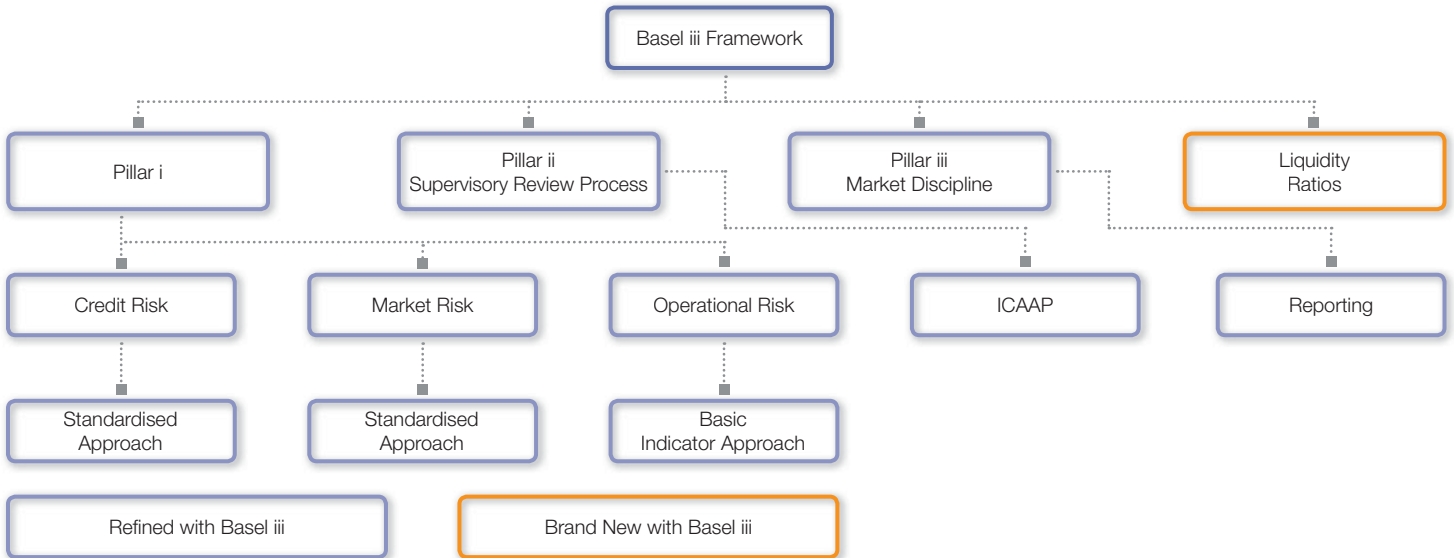 Basel iii Framework
Pillar i
Pillar ii
Supervisory Review Process
Pillar iii
Market Discipline
Liquidity
Ratios
Credit Risk
Market Risk
Operational Risk
ICAAP
Reporting
Standardised
Approach
Standardised
Approach
Basic
Indicator Approach
Refined with Basel iii
Brand New with Basel iii